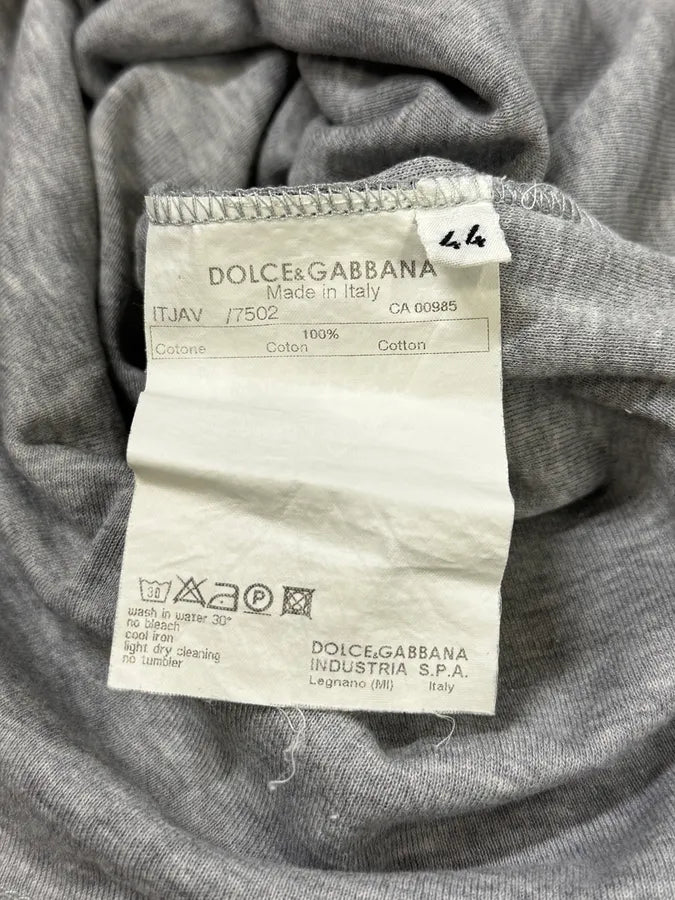 44
DOLCE&GABBANA
Made in Italy
ITJAV /7502 CA 00985
100%
Cotone Coton Cotton
30 A P
wash in water 30°
no bleach
cool iron
light dry cleaning
no tumbler
DOLCE&GABBANA
INDUSTRIA S.P.A.
Legnano (MI) Italy